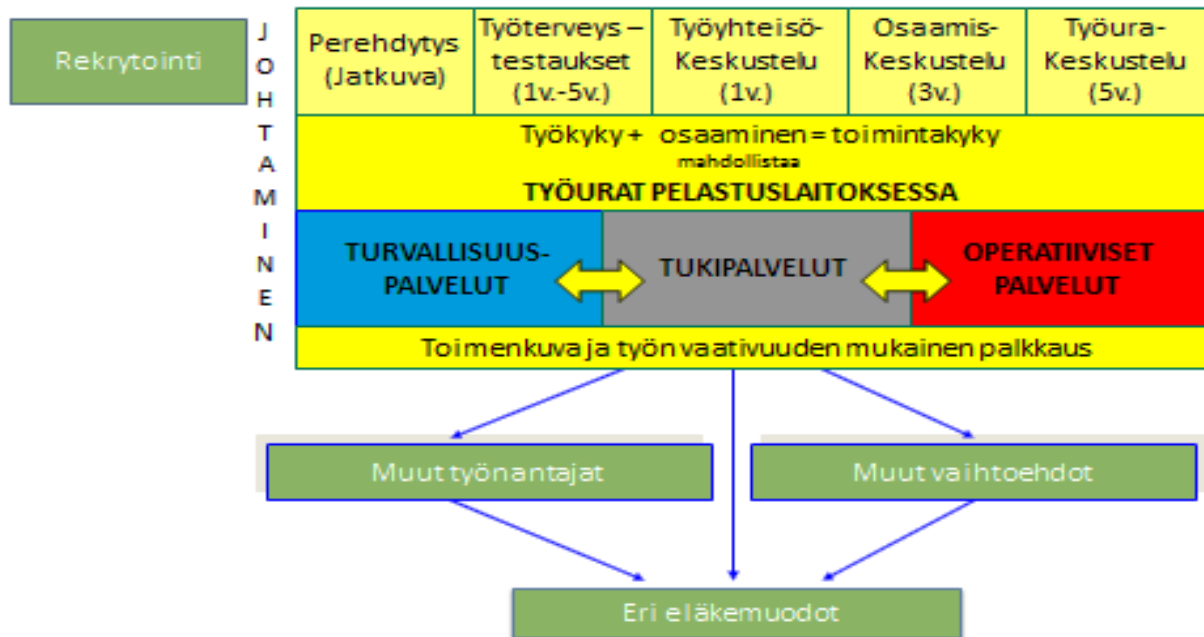 Rekrytointi
JOHTAMINEN
Perehdytys
(Jatkuva)
Työterveys –
testaukset
(1v.-5v.)
Työyhteisö-
Keskustelu
(1v.)
Osaamis-
Keskustelu
(3v.)
Työura-
Keskustelu
(5v.)
Työkyky + osaaminen = toimintakyky
mahdollistaa
TYÖURAT PELASTUSLAITOKSESSA
TURVALLISUUS-
PALVELUT
TUKIPALVELUT
OPERATIIVISET
PALVELUT
Toimenkuva ja työn vaativuuden mukainen palkkaus
Muut työnantajat
Muut vaihtoehdot
Eri eläkemuodot